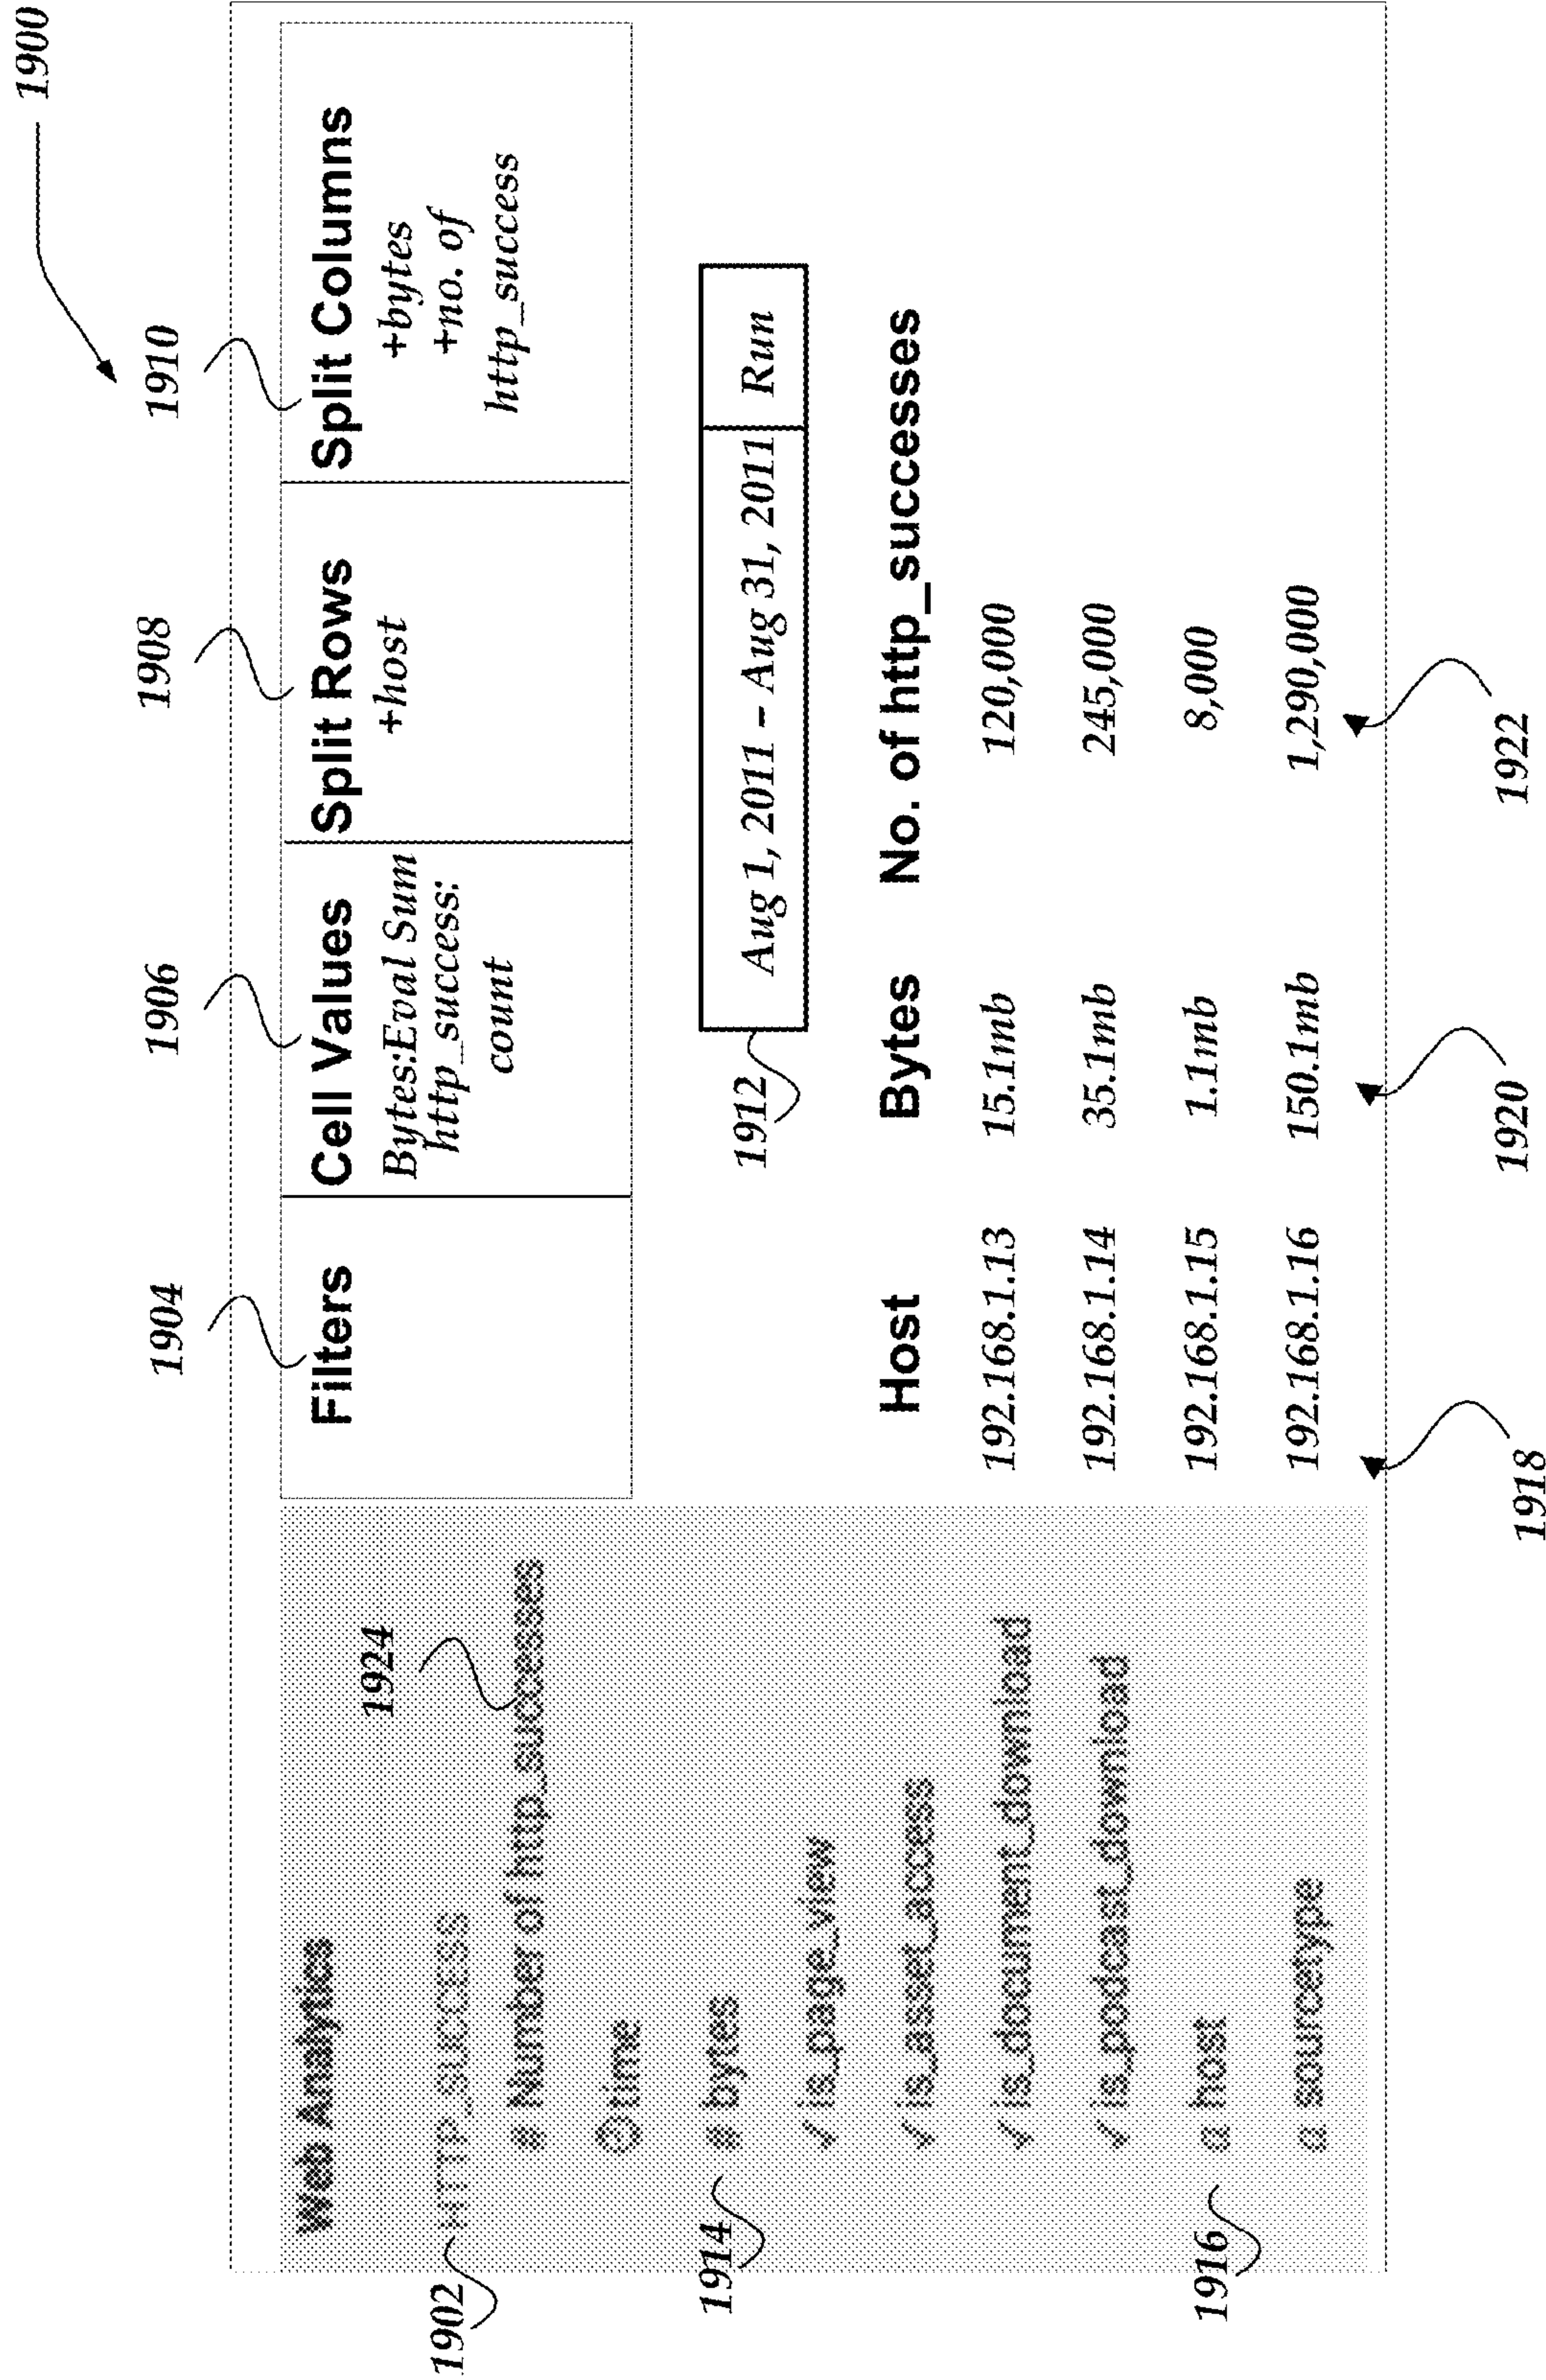 1900
1904
1906
1908
1910
Filters
Cell Values
Bytes:Eval Sum
http_success:
count
Split Rows
+host
Split Columns
+bytes
+no. of
http_success
1902
Web Analytics
HTTP_SUCCESS
1924
# Number of http_successes
time
1914
# bytes
✓ is_page_view
✓ is_asset_access
✓ is_document_download
✓ is_podcast_download
1916
a host
a sourcetype
1912
Aug 1, 2011 – Aug 31, 2011 Run
Host Bytes No. of http_successes
192.168.1.13 15.1mb 120,000
192.168.1.14 35.1mb 245,000
192.168.1.15 1.1mb 8,000
192.168.1.16 150.1mb 1,290,000
1918
1920
1922